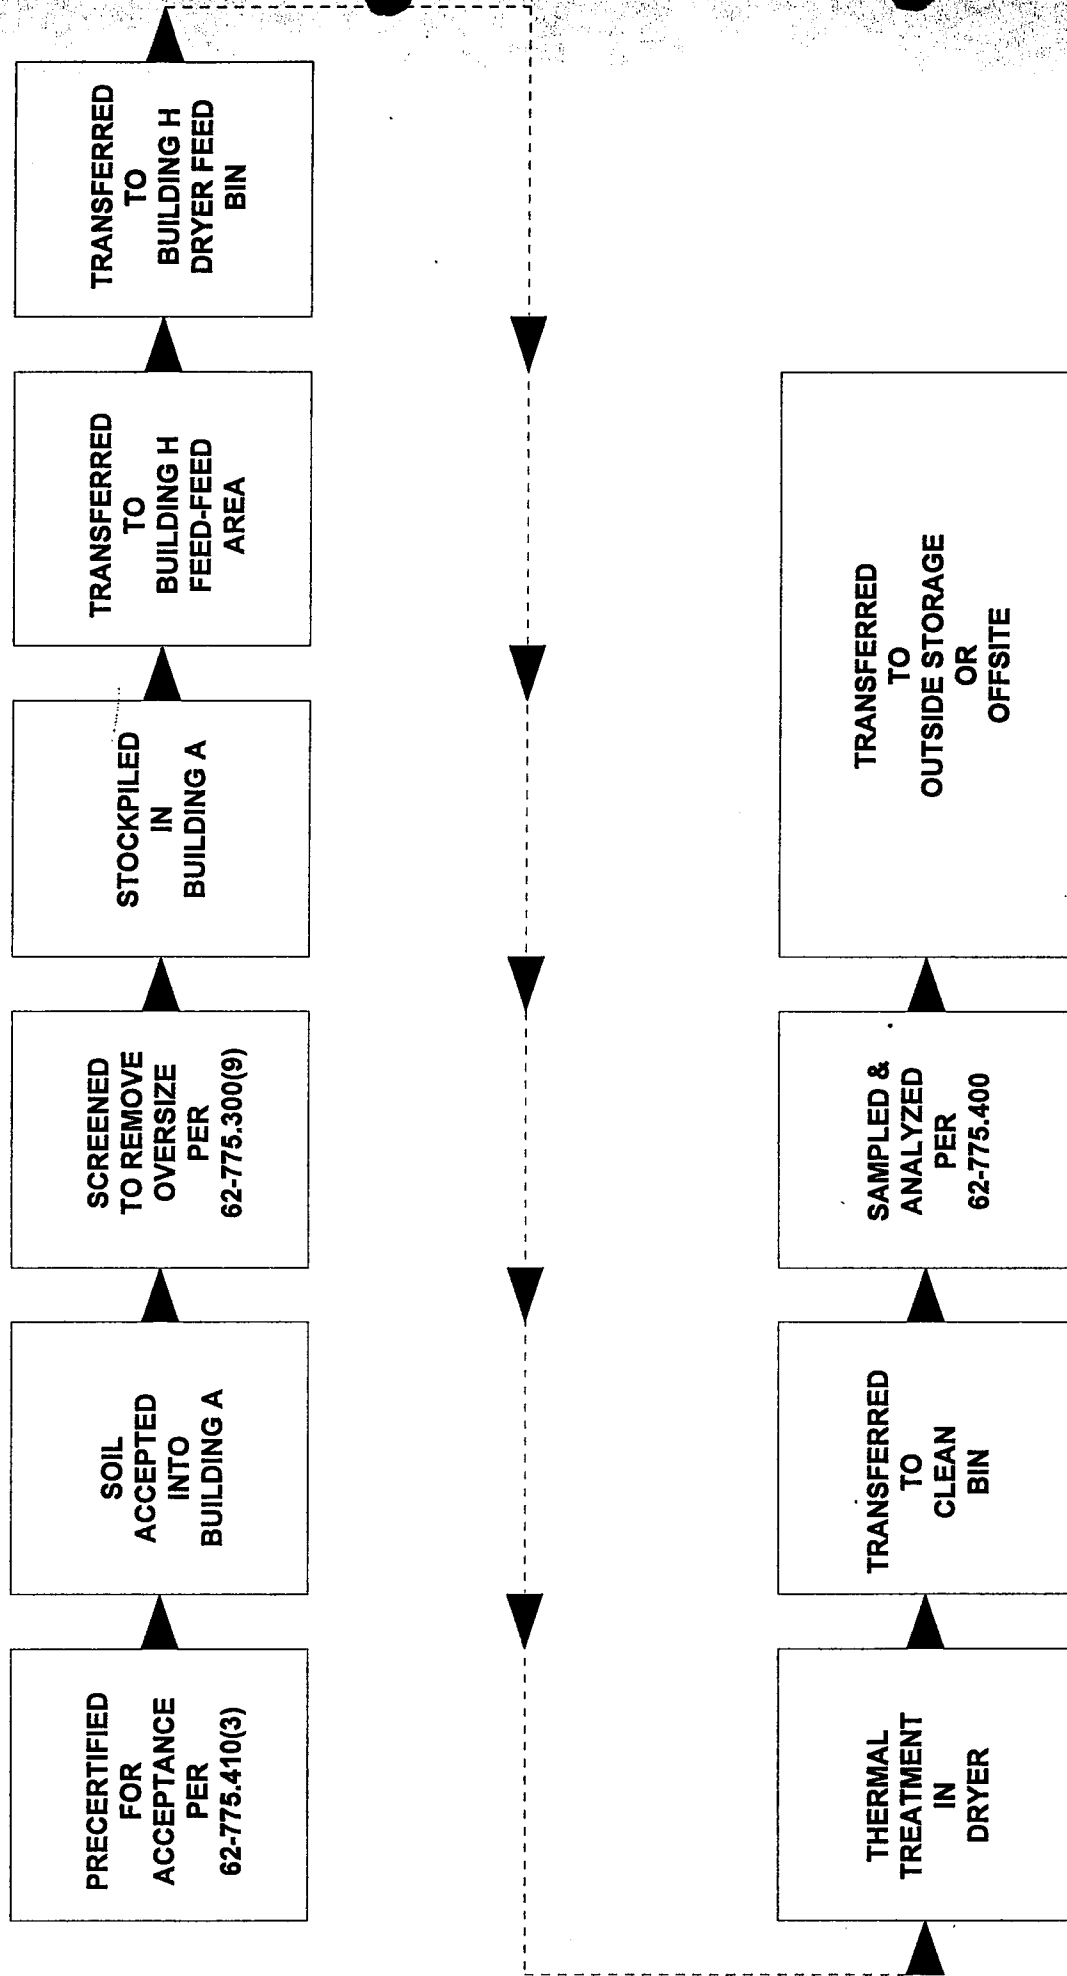 PRECERTIFIED
FOR
ACCEPTANCE
PER
62-775.410(3)
SOIL
ACCEPTED
INTO
BUILDING A
SCREENED
TO REMOVE
OVERSIZE
PER
62-775.300(9)
STOCKPILED
IN
BUILDING A
TRANSFERRED
TO
BUILDING H
FEED-FEED
AREA
TRANSFERRED
TO
BUILDING H
DRYER FEED
BIN
THERMAL
TREATMENT
IN
DRYER
TRANSFERRED
TO
CLEAN
BIN
SAMPLED &
ANALYZED
PER
62-775.400
TRANSFERRED
TO
OUTSIDE STORAGE
OR
OFFSITE